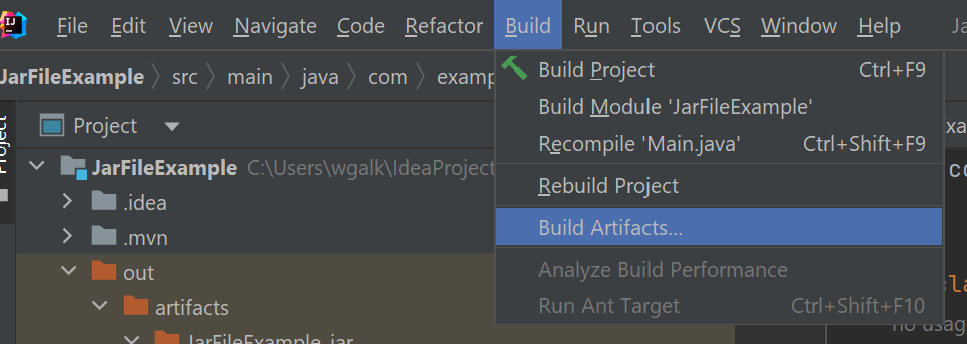 File Edit View Navigate Code Refactor Build Run Tools VCS Window Help Ja
JarFileExample src main java com examp
Build Project Ctrl+F9
Build Module 'JarFileExample'
Recompile 'Main.java' Ctrl+Shift+F9
Rebuild Project
Build Artifacts...
Analyze Build Performance
Run Ant Target Ctrl+Shift+F10
Project
Project
JarFileExample C:\Users\wgalk\IdeaProject
.idea
.mvn
out
artifacts
JarFileExample_jar
xa
co
la
no usag